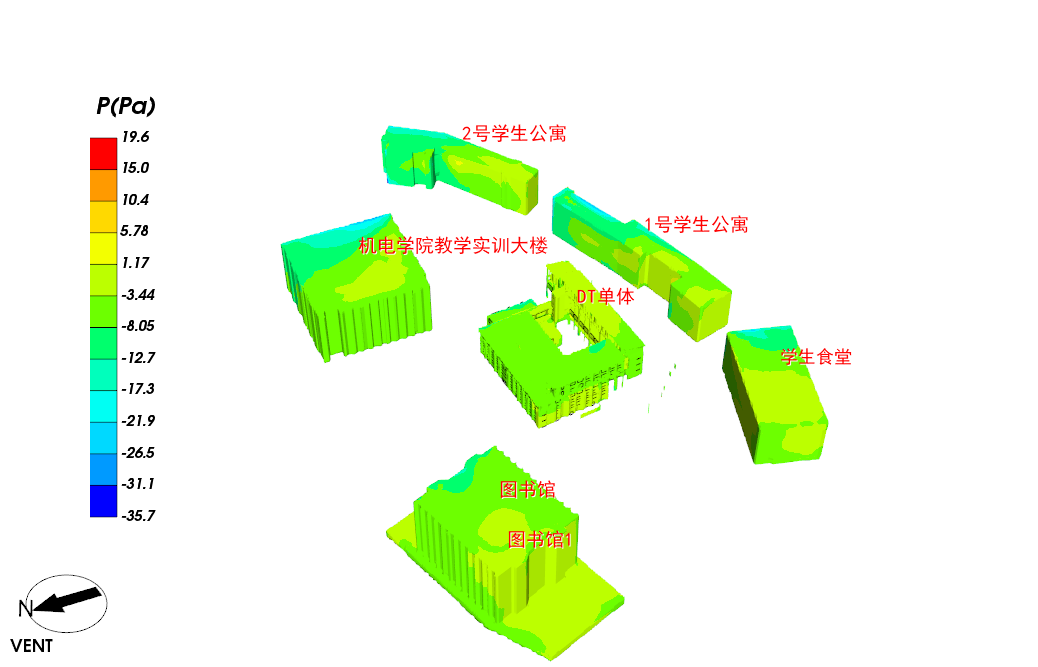 P(Pa)
19.6
15.0
10.4
5.78
1.17
-3.44
-8.05
-12.7
-17.3
-21.9
-26.5
-31.1
-35.7
2号学生公寓
1号学生公寓
机电学院教学实训大楼
DT单体
学生食堂
图书馆
图书馆1
N
VENT